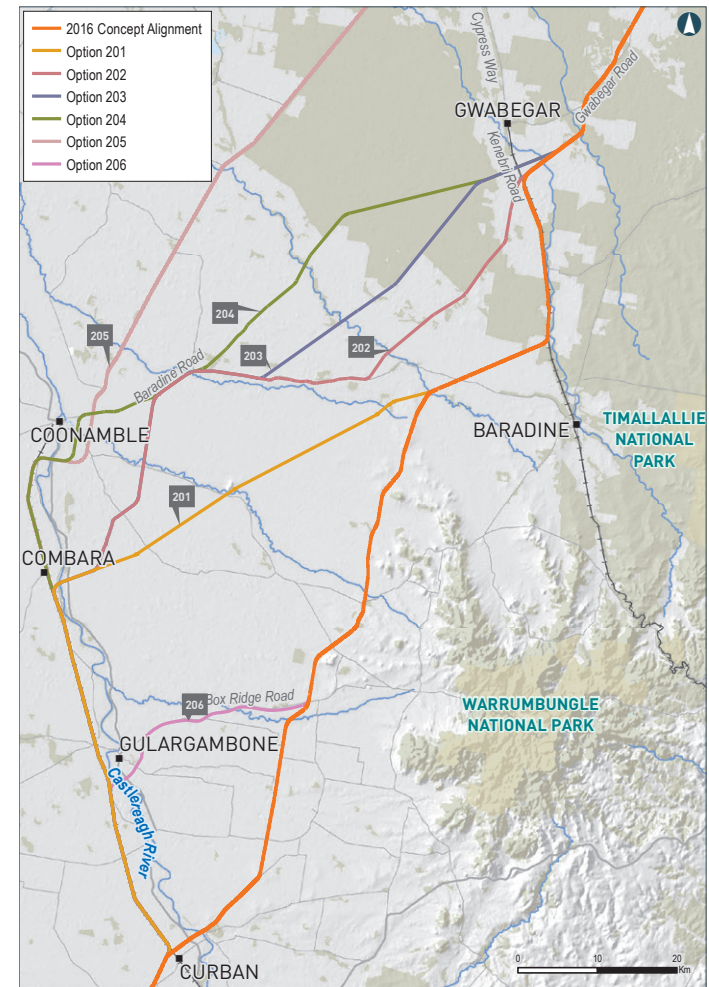 2016 Concept Alignment
Option 201
Option 202
Option 203
Option 204
Option 205
Option 206
Cypress Way
Gwabegar Road
GWABEGAR
Kenebri Road
204
205
203
202
Baradine Road
COONAMBLE
BARADINE
TIMALLALLIE
NATIONAL
PARK
201
COMBARA
Box Ridge Road
206
WARRUMBUNGLE
NATIONAL PARK
GULARGAMBONE
Castlereagh River
CURBAN
0 10 20
Km